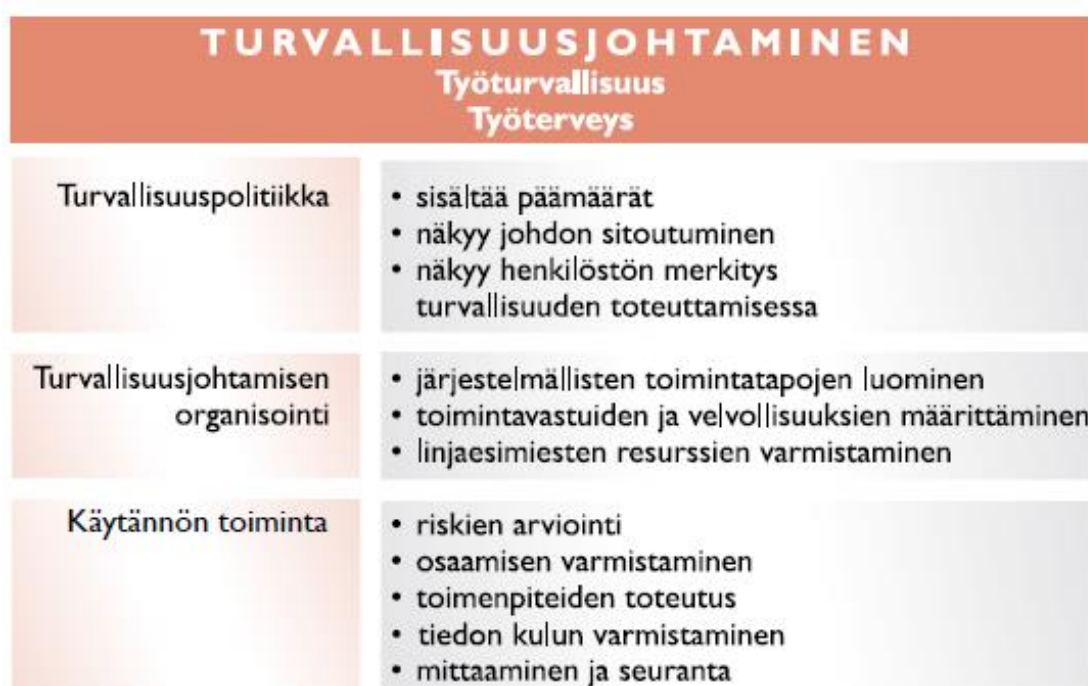 TURVALLISUUSJOHTAMINEN
Työturvallisuus
Työterveys
Turvallisuuspolitiikka
• sisältää päämäärät
• näkyy johdon sitoutuminen
• näkyy henkilöstön merkitys
turvallisuuden toteuttamisessa
Turvallisuusjohtamisen
organisointi
• järjestelmällisten toimintatapojen luominen
• toimintavastuiden ja velvollisuuksien määrittäminen
• linjaesimiesten resurssien varmistaminen
Käytännön toiminta
• riskien arviointi
• osaamisen varmistaminen
• toimenpiteiden toteutus
• tiedon kulun varmistaminen
• mittaaminen ja seuranta